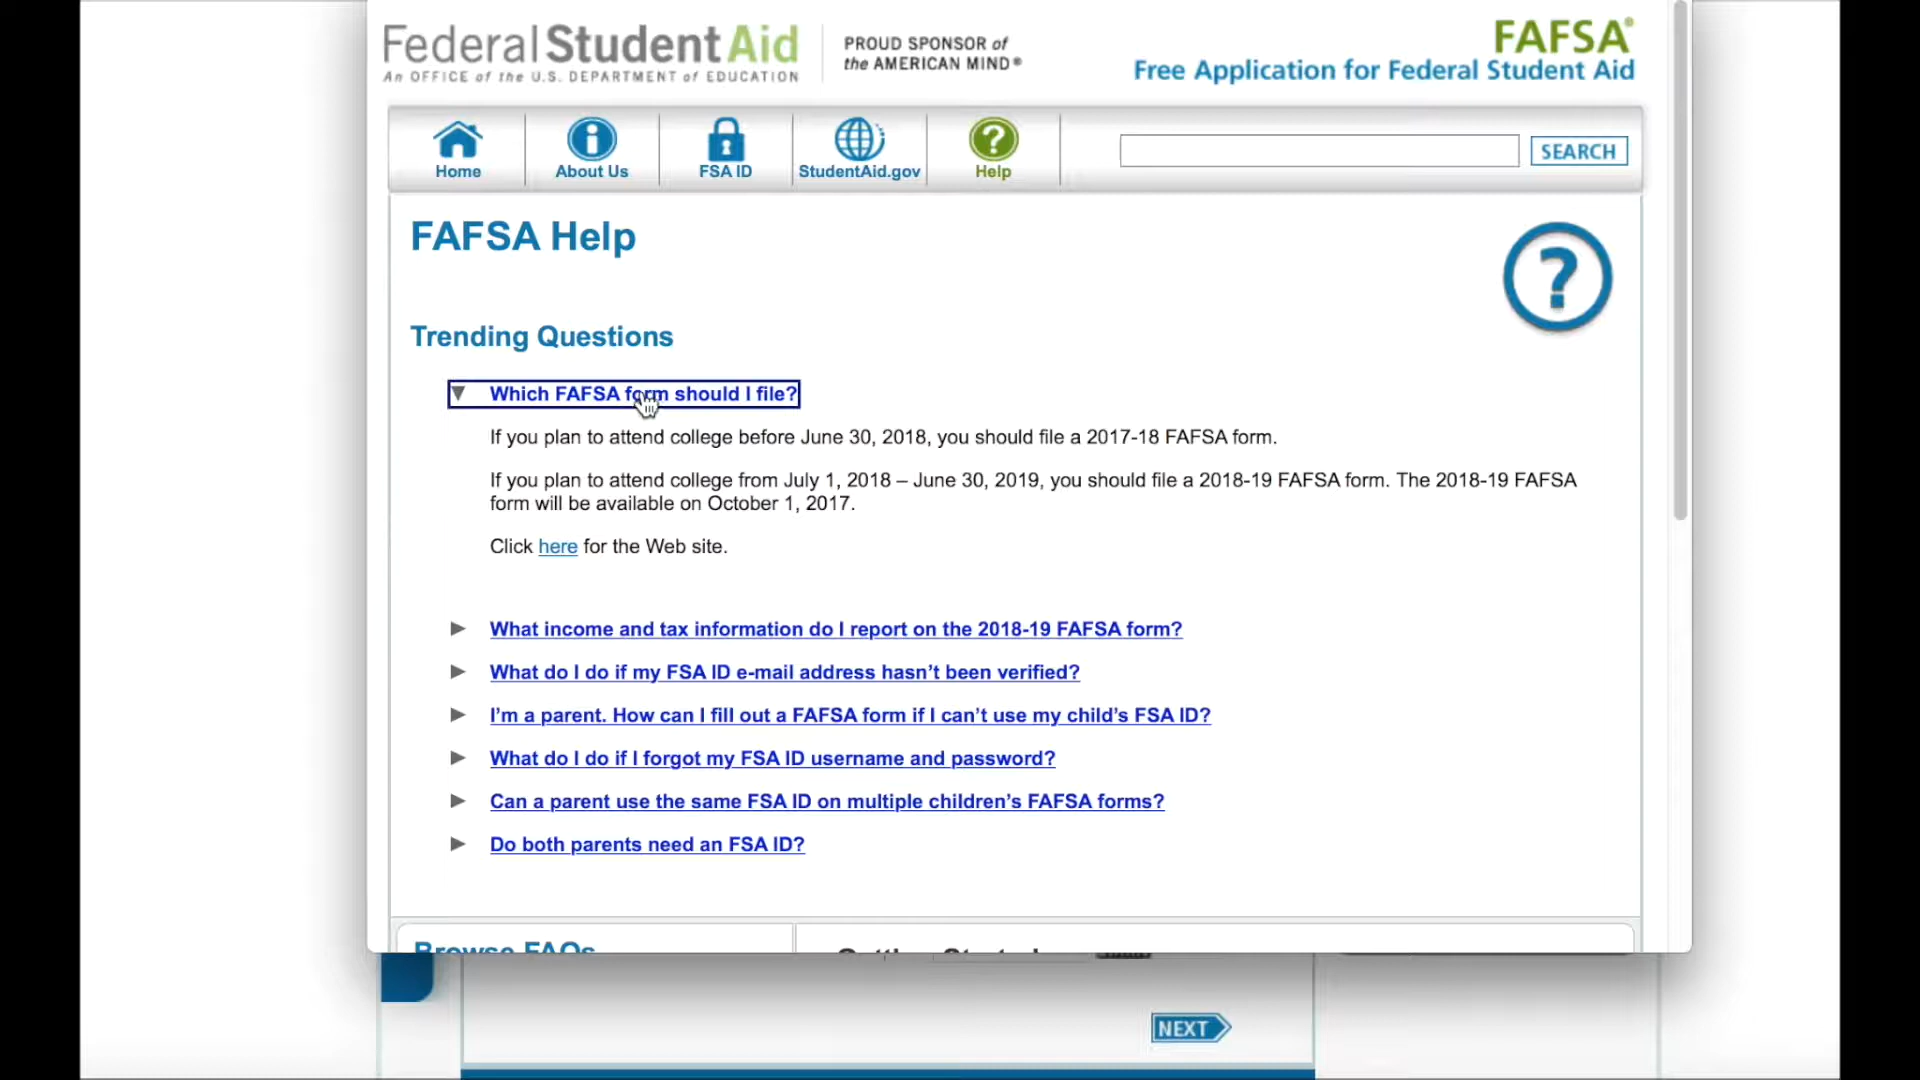 Federal Student Aid
An OFFICE of the U.S. DEPARTMENT of EDUCATION
PROUD SPONSOR of
the AMERICAN MIND®
FAFSA®
Free Application for Federal Student Aid
Home
About Us
FSA ID
StudentAid.gov
Help
SEARCH
FAFSA Help
Trending Questions
Which FAFSA form should I file?
If you plan to attend college before June 30, 2018, you should file a 2017-18 FAFSA form.
If you plan to attend college from July 1, 2018 – June 30, 2019, you should file a 2018-19 FAFSA form. The 2018-19 FAFSA
form will be available on October 1, 2017.
Click here for the Web site.
What income and tax information do I report on the 2018-19 FAFSA form?
What do I do if my FSA ID e-mail address hasn’t been verified?
I’m a parent. How can I fill out a FAFSA form if I can’t use my child’s FSA ID?
What do I do if I forgot my FSA ID username and password?
Can a parent use the same FSA ID on multiple children’s FAFSA forms?
Do both parents need an FSA ID?
Browse FAQs
NEXT